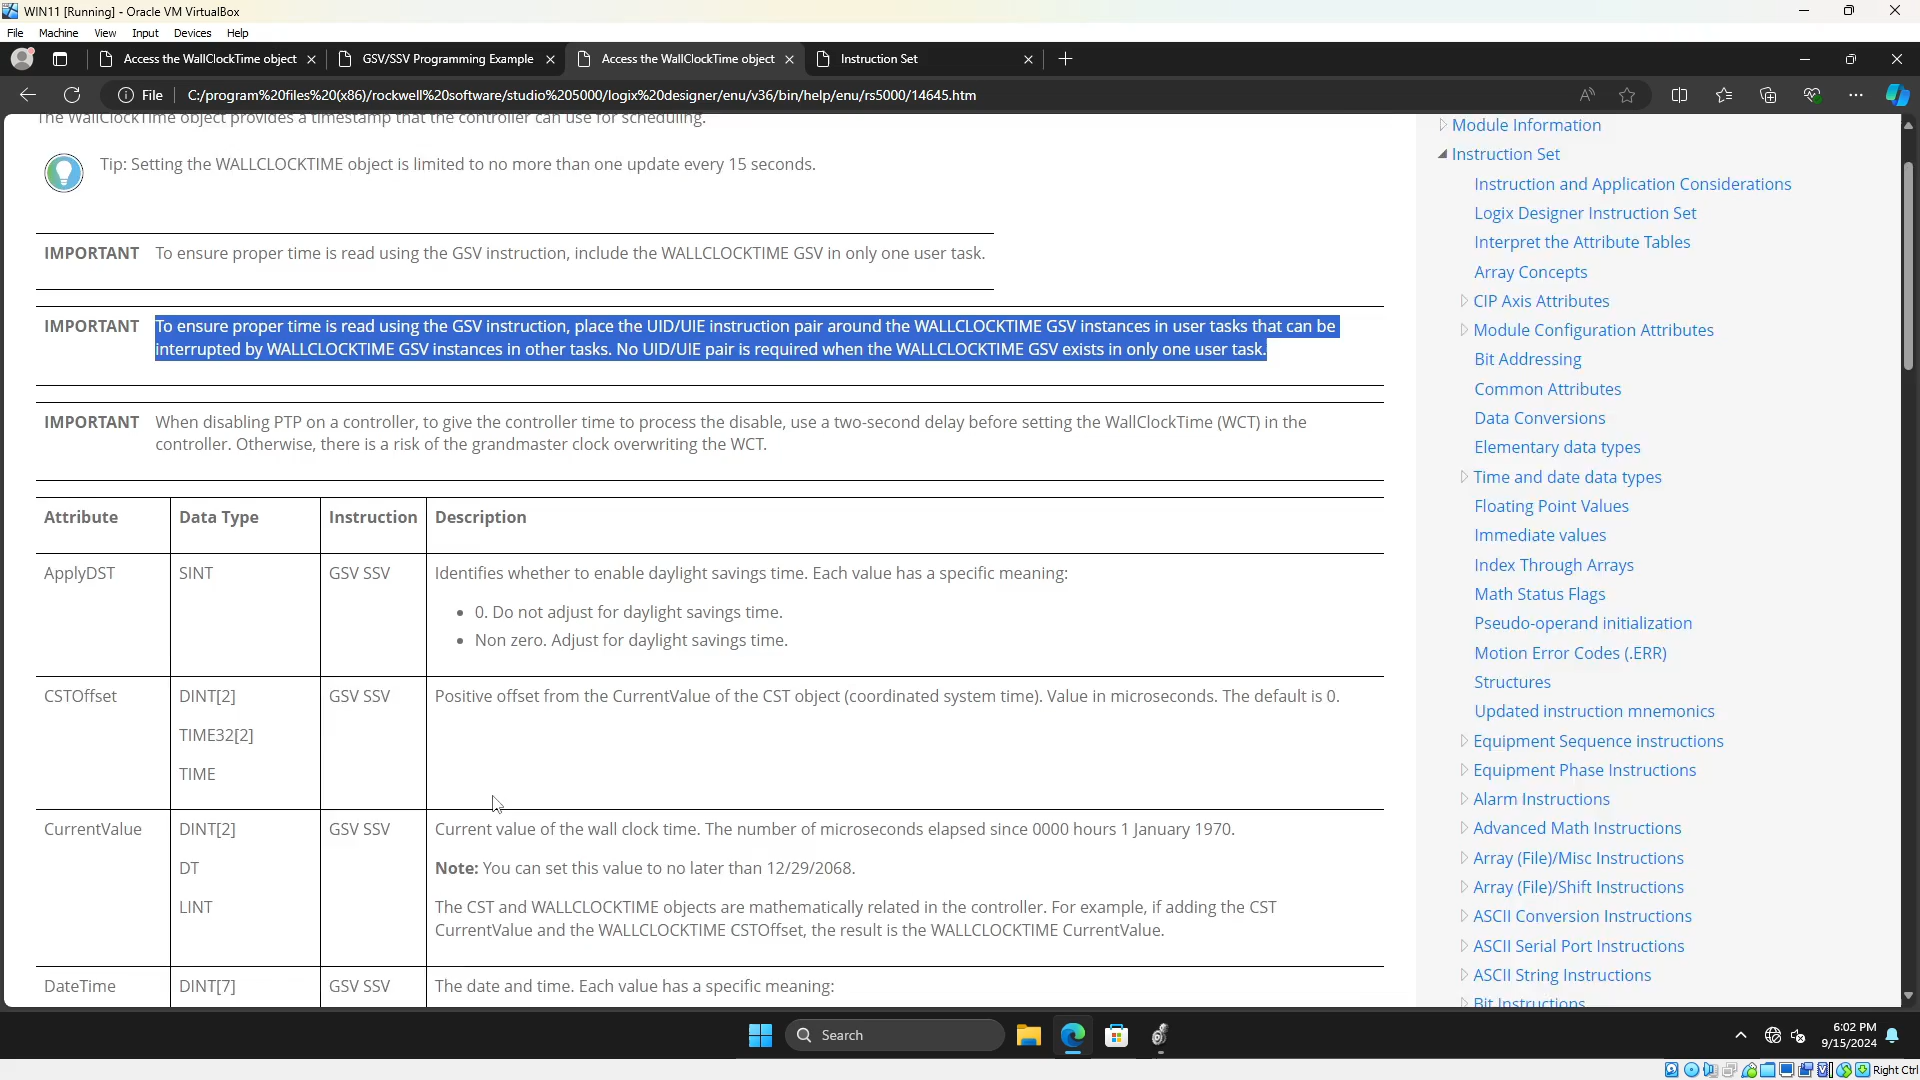 WIN11 [Running] - Oracle VM VirtualBox
File Machine View Input Devices Help
Access the WallClockTime object
GSV/SSV Programming Example
Access the WallClockTime object
Instruction Set
File C:/program%20files%20(x86)/rockwell%20software/studio%205000/logix%20designer/enu/v36/bin/help/enu/rs5000/14645.htm
The WallClockTime object provides a timestamp that the controller can use for scheduling.
Tip: Setting the WALLCLOCKTIME object is limited to no more than one update every 15 seconds.
IMPORTANT To ensure proper time is read using the GSV instruction, include the WALLCLOCKTIME GSV in only one user task.
IMPORTANT To ensure proper time is read using the GSV instruction, place the UID/UIE instruction pair around the WALLCLOCKTIME GSV instances in user tasks that can be
interrupted by WALLCLOCKTIME GSV instances in other tasks. No UID/UIE pair is required when the WALLCLOCKTIME GSV exists in only one user task.
IMPORTANT When disabling PTP on a controller, to give the controller time to process the disable, use a two-second delay before setting the WallClockTime (WCT) in the
controller. Otherwise, there is a risk of the grandmaster clock overwriting the WCT.
Attribute Data Type Instruction Description
ApplyDST SINT GSV SSV Identifies whether to enable daylight savings time. Each value has a specific meaning:
• 0. Do not adjust for daylight savings time.
• Non zero. Adjust for daylight savings time.
CSTOffset DINT[2] GSV SSV Positive offset from the CurrentValue of the CST object (coordinated system time). Value in microseconds. The default is 0.
TIME32[2]
TIME
CurrentValue DINT[2] GSV SSV Current value of the wall clock time. The number of microseconds elapsed since 0000 hours 1 January 1970.
DT Note: You can set this value to no later than 12/29/2068.
LINT The CST and WALLCLOCKTIME objects are mathematically related in the controller. For example, if adding the CST
CurrentValue and the WALLCLOCKTIME CSTOffset, the result is the WALLCLOCKTIME CurrentValue.
DateTime DINT[7] GSV SSV The date and time. Each value has a specific meaning:
Module Information
Instruction Set
Instruction and Application Considerations
Logix Designer Instruction Set
Interpret the Attribute Tables
Array Concepts
CIP Axis Attributes
Module Configuration Attributes
Bit Addressing
Common Attributes
Data Conversions
Elementary data types
Time and date data types
Floating Point Values
Immediate values
Index Through Arrays
Math Status Flags
Pseudo-operand initialization
Motion Error Codes (.ERR)
Structures
Updated instruction mnemonics
Equipment Sequence instructions
Equipment Phase Instructions
Alarm Instructions
Advanced Math Instructions
Array (File)/Misc Instructions
Array (File)/Shift Instructions
ASCII Conversion Instructions
ASCII Serial Port Instructions
ASCII String Instructions
Bit Instructions
Search
6:02 PM
9/15/2024
Right Ctrl